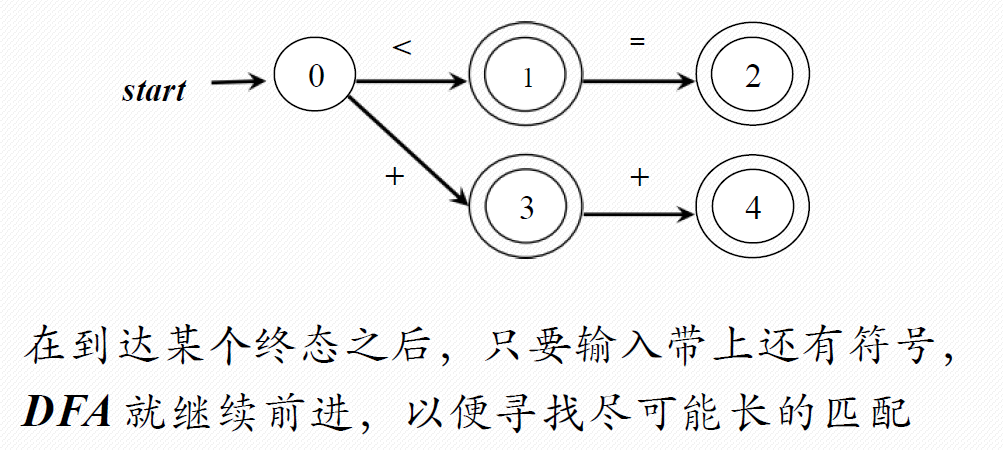 < =
start 0 1 2
+ +
3 4
在到达某个终态之后，只要输入带上还有符号，
DFA 就继续前进，以便寻找尽可能长的匹配